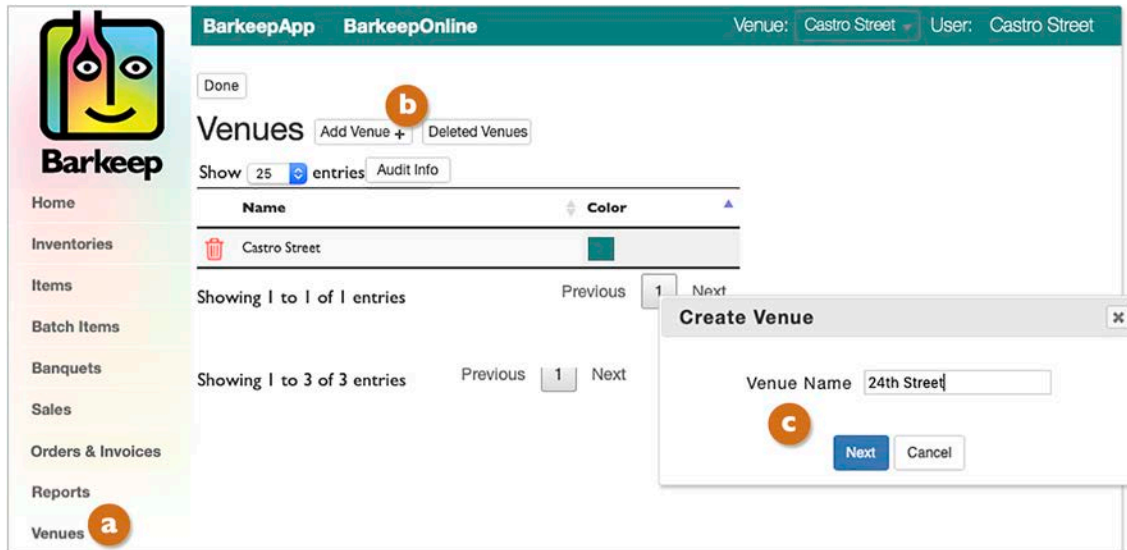 BarkeepApp BarkeepOnline Venue: Castro Street User: Castro Street
Barkeep
Home
Inventories
Items
Batch Items
Banquets
Sales
Orders & Invoices
Reports
Venues a
Done
b
Venues Add Venue + Deleted Venues
Show 25 entries Audit Info
Name Color
Castro Street
Showing 1 to 1 of 1 entries Previous 1 Next
Showing 1 to 3 of 3 entries Previous 1 Next
Create Venue
Venue Name 24th Street
c
Next Cancel